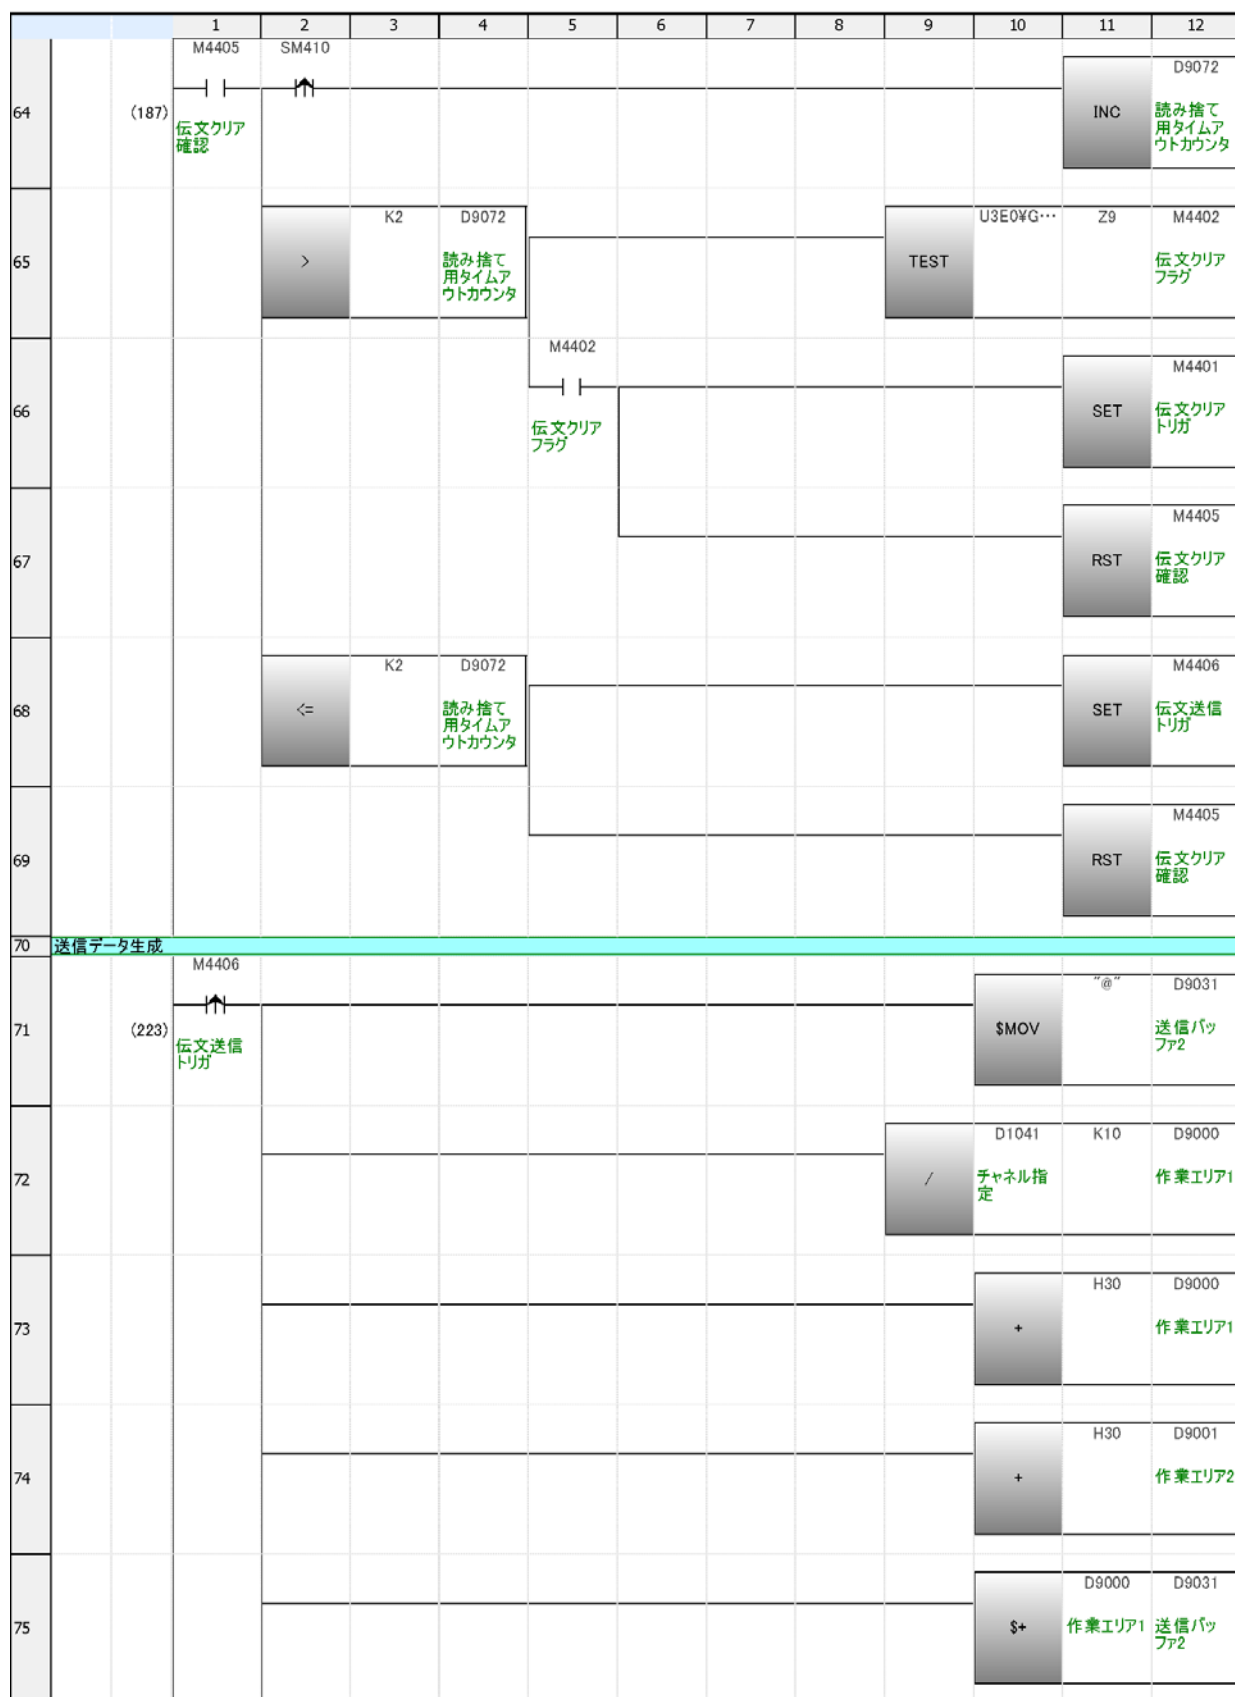 1 2 3 4 5 6 7 8 9 10 11 12
M4405 SM410
D9072
64 (187)
伝文クリア
確認
INC
読み捨て
用タイムア
ウトカウンタ
K2 D9072 U3E0¥G… Z9 M4402
65
>
読み捨て
用タイムア
ウトカウンタ
TEST
伝文クリア
フラグ
M4402
M4401
66
伝文クリア
フラグ
SET
伝文クリア
トリガ
M4405
67
RST
伝文クリア
確認
K2 D9072 M4406
68
<=
読み捨て
用タイムア
ウトカウンタ
SET
伝文送信
トリガ
M4405
69
RST
伝文クリア
確認
70 送信データ生成
M4406
"@" D9031
71 (223)
伝文送信
トリガ
$MOV
送信バッ
ファ2
D1041 K10 D9000
72
/
チャネル指
定
作業エリア1
H30 D9000
73
+
作業エリア1
H30 D9001
74
+
作業エリア2
D9000 D9031
75
$+
作業エリア1
送信バッ
ファ2